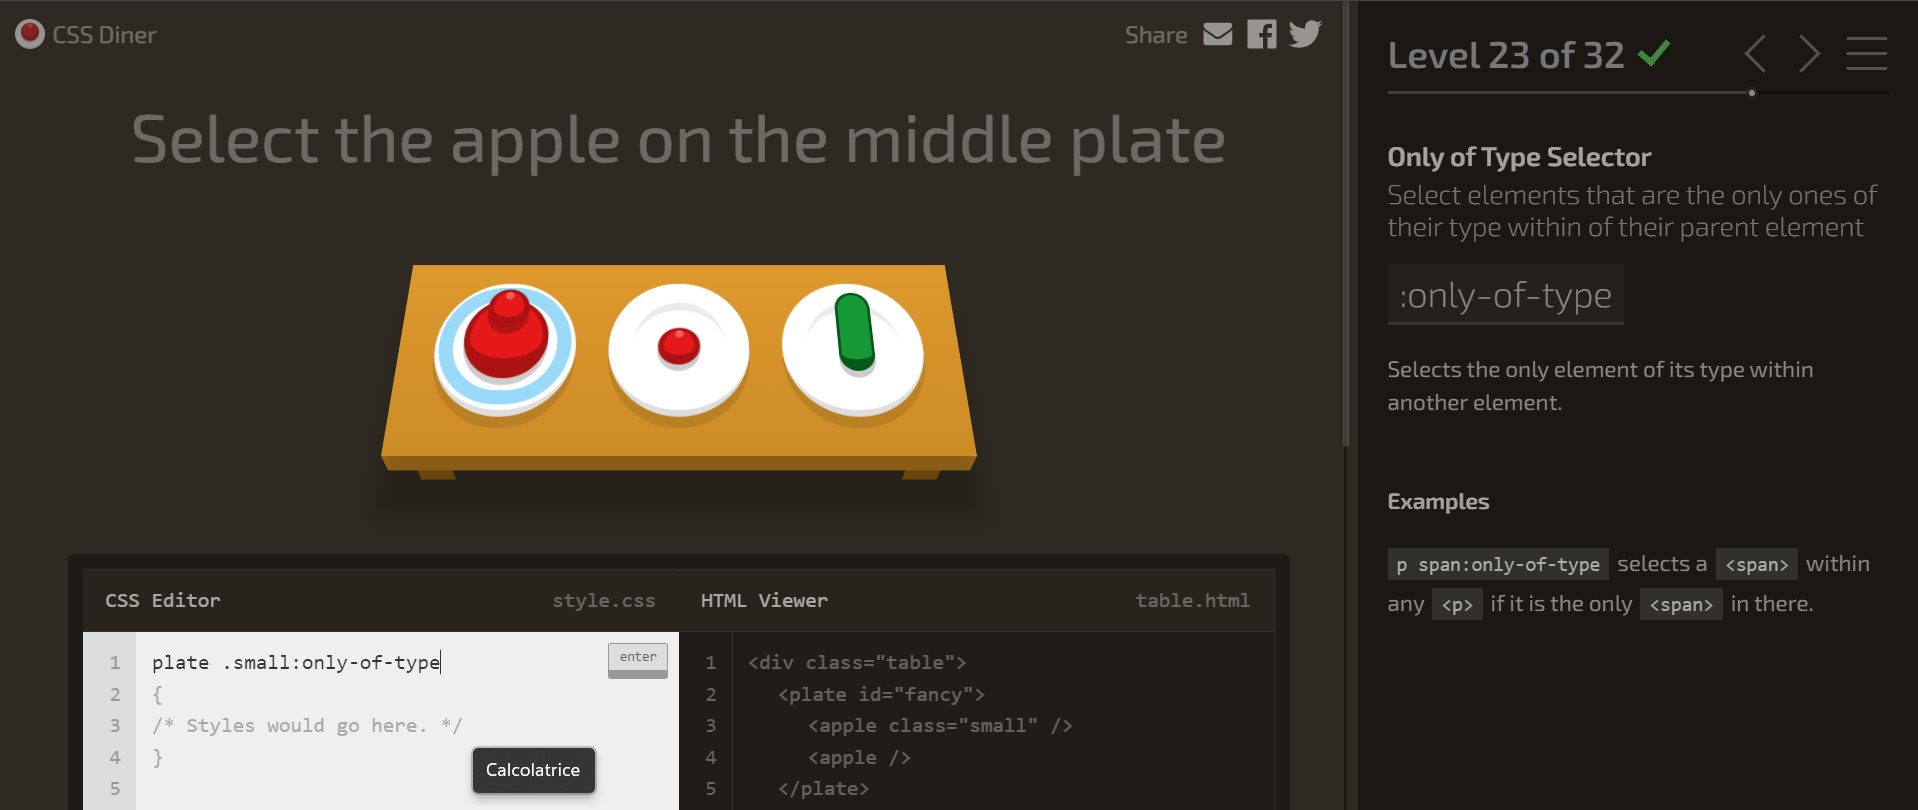 CSS Diner
Share
Select the apple on the middle plate
CSS Editor
style.css
1 plate .small:only-of-type
enter
2 {
3 /* Styles would go here. */
4 }
5
Calcolatrice
HTML Viewer
table.html
1 <div class="table">
2 <plate id="fancy">
3 <apple class="small" />
4 <apple />
5 </plate>
Level 23 of 32
Only of Type Selector
Select elements that are the only ones of
their type within of their parent element
:only-of-type
Selects the only element of its type within
another element.
Examples
p span:only-of-type selects a <span> within
any <p> if it is the only <span> in there.